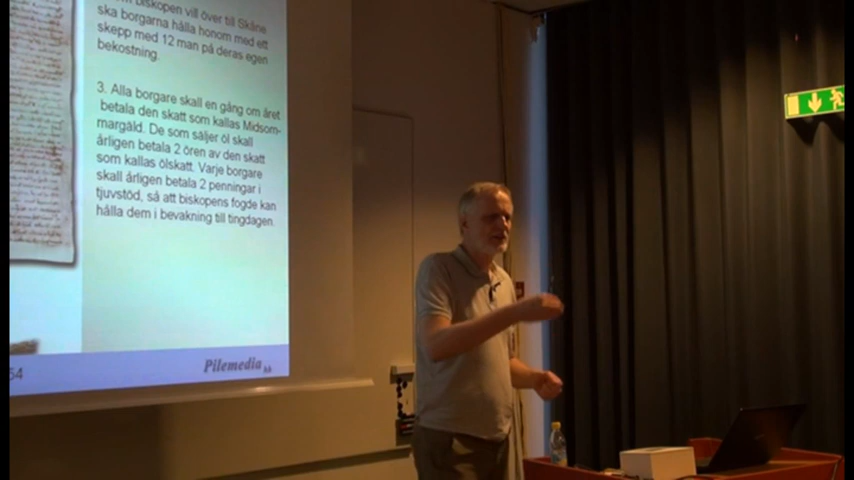 biskopen vill över till Skåne
ska borgarna hålla honom med ett
skepp med 12 man på deras egen
bekostning.
3. Alla borgare skall en gång om året
betala den skatt som kallas Midsom-
margäld. De som säljer öl skall
årligen betala 2 ören av den skatt
som kallas ölskatt. Varje borgare
skall årligen betala 2 penningar i
tjuvstöd, så att biskopens fogde kan
hålla dem i bevakning till tingdagen.
54
Pilemedia hb